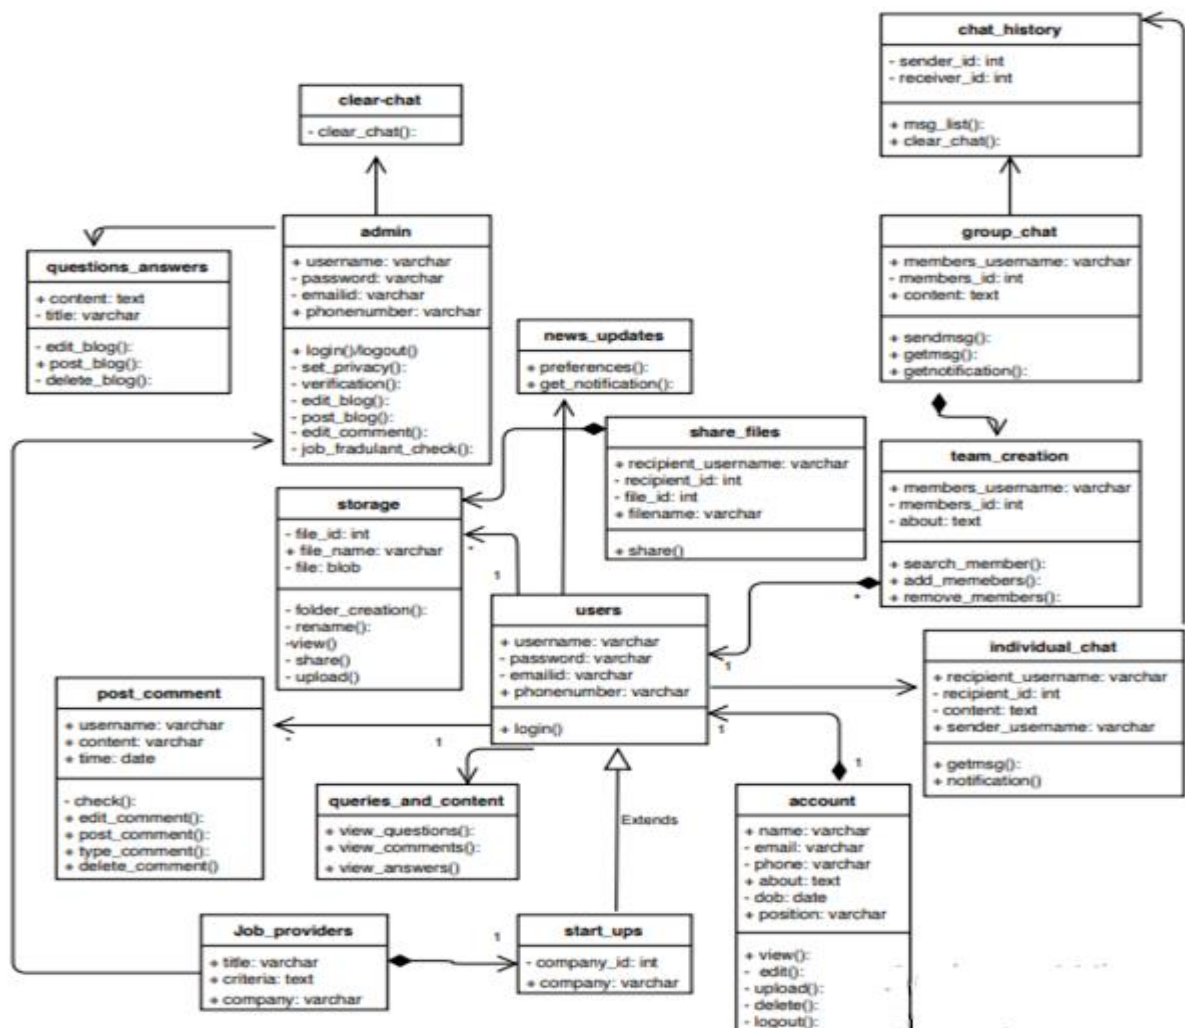 chat_history
- sender_id: int
- receiver_id: int
+ msg_list():
+ clear_chat():
clear-chat
- clear_chat():
admin
+ username: varchar
- password: varchar
- emailid: varchar
+ phonenumber: varchar
+ login()/logout()
- set_privacy():
- verification():
- edit_blog():
- post_blog():
- edit_comment():
- job_fradulant_check():
group_chat
+ members_username: varchar
- members_id: int
+ content: text
+ sendmsg():
+ getmsg():
+ getnotification():
questions_answers
+ content: text
- title: varchar
- edit_blog():
+ post_blog():
- delete_blog():
news_updates
+ preferences():
+ get_notification():
share_files
+ recipient_username: varchar
- recipient_id: int
- file_id: int
+ filename: varchar
+ share()
team_creation
+ members_username: varchar
- members_id: int
- about: text
+ search_member():
+ add_memebers():
+ remove_members():
storage
- file_id: int
+ file_name: varchar
- file: blob
- folder_creation():
- rename():
-view()
- share()
- upload()
*
1
users
+ username: varchar
- password: varchar
- emailid: varchar
+ phonenumber: varchar
+ login()
*
1
individual_chat
+ recipient_username: varchar
- recipient_id: int
- content: text
+ sender_username: varchar
+ getmsg():
+ notification()
post_comment
+ username: varchar
+ content: varchar
+ time: date
- check():
+ edit_comment():
+ post_comment():
+ type_comment():
+ delete_comment()
*
1
1
1
queries_and_content
+ view_questions():
+ view_comments():
+ view_answers()
Extends
account
+ name: varchar
- email: varchar
- phone: varchar
+ about: text
- dob: date
+ position: varchar
+ view():
- edit():
- upload():
- delete():
- logout():
Job_providers
+ title: varchar
+ criteria: text
+ company: varchar
1
start_ups
- company_id: int
+ company: varchar